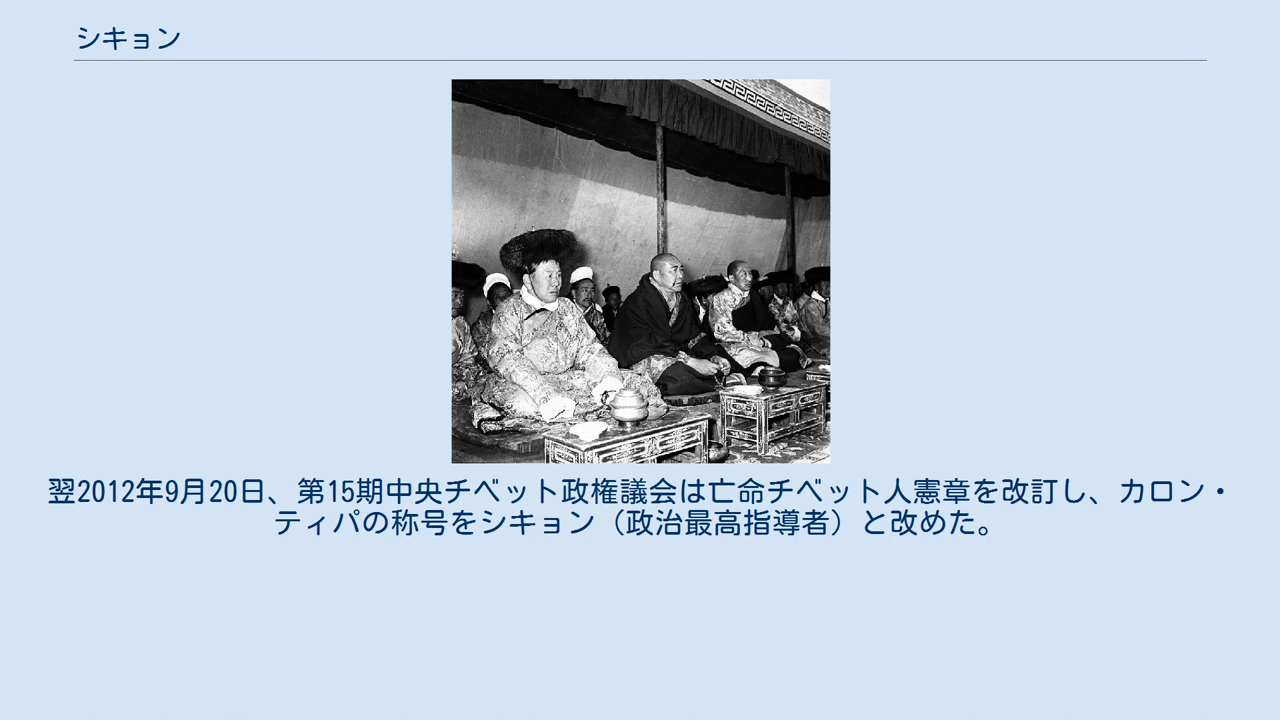 シキョン
翌2012年9月20日、第15期中央チベット政権議会は亡命チベット人憲章を改訂し、カロン・
ティパの称号をシキョン（政治最高指導者）と改めた。